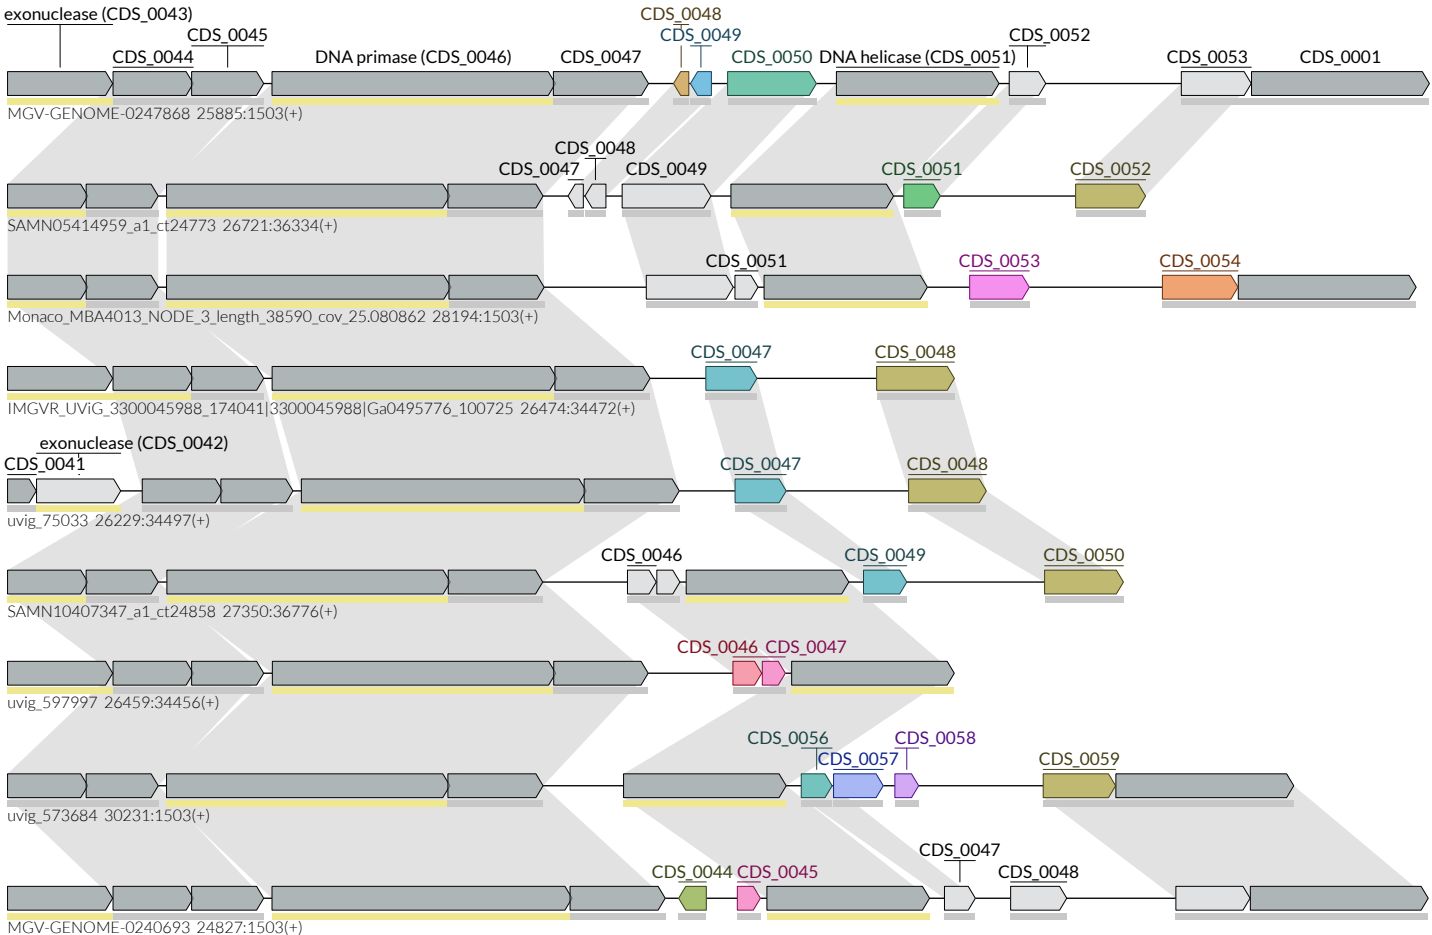 exonuclease (CDS_0043)
CDS_0048
CDS_0045
CDS_0049
CDS_0052
CDS_0044
DNA primase (CDS_0046)
CDS_0047
CDS_0050
DNA helicase (CDS_0051)
CDS_0053
CDS_0001
MGV-GENOME-0247868 25885:1503(+)
CDS_0048
CDS_0047
CDS_0049
CDS_0051
CDS_0052
SAMN05414959_a1_ct24773 26721:36334(+)
CDS_0051
CDS_0053
CDS_0054
Monaco_MBA4013_NODE_3_length_38590_cov_25.080862 28194:1503(+)
CDS_0047
CDS_0048
IMGVR_UViG_3300045988_174041|3300045988|Ga0495776_100725 26474:34472(+)
exonuclease (CDS_0042)
CDS_0041
CDS_0047
CDS_0048
uvig_75033 26229:34497(+)
CDS_0046
CDS_0049
CDS_0050
SAMN10407347_a1_ct24858 27350:36776(+)
CDS_0046
CDS_0047
uvig_597997 26459:34456(+)
CDS_0056
CDS_0058
CDS_0057
CDS_0059
uvig_573684 30231:1503(+)
CDS_0047
CDS_0044
CDS_0045
CDS_0048
MGV-GENOME-0240693 24827:1503(+)